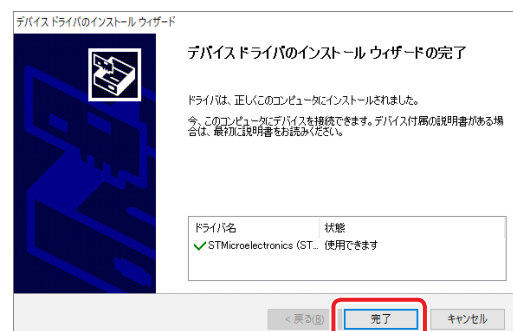 デバイス ドライバのインストール ウィザード
デバイス ドライバのインストール ウィザードの完了
ドライバは、正しくこのコンピュータにインストールされました。
今、このコンピュータにデバイスを接続できます。デバイス付属の説明書がある場
合は、最初に説明書をお読みください。
ドライバ名 状態
STMicroelectronics (ST... 使用できます
< 戻る(B) 完了 キャンセル